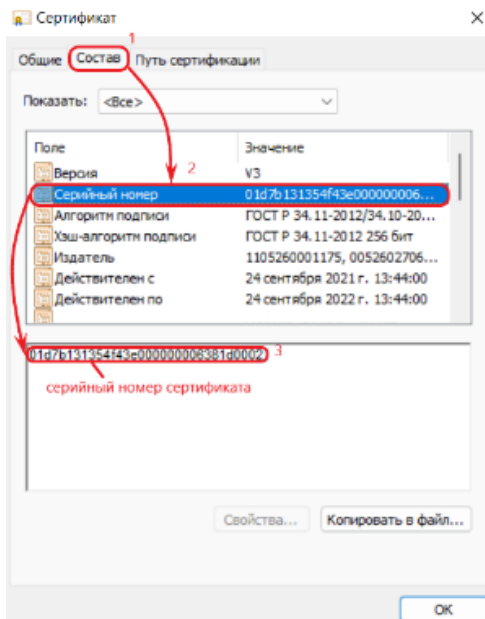 Сертификат
1
Общие Состав Путь сертификации
Показать: <Все>
Поле Значение
Версия V3
2
Серийный номер 01d7b131354f43e000000006...
Алгоритм подписи ГОСТ Р 34.11-2012/34.10-20...
Хэш-алгоритм подписи ГОСТ Р 34.11-2012 256 бит
Издатель 1105260001175, 0052602706...
Действителен с 24 сентября 2021 г. 13:44:00
Действителен по 24 сентября 2022 г. 13:44:00
01d7b131354f43e000000006381d0002 3
серийный номер сертификата
Свойства... Копировать в файл...
ОК